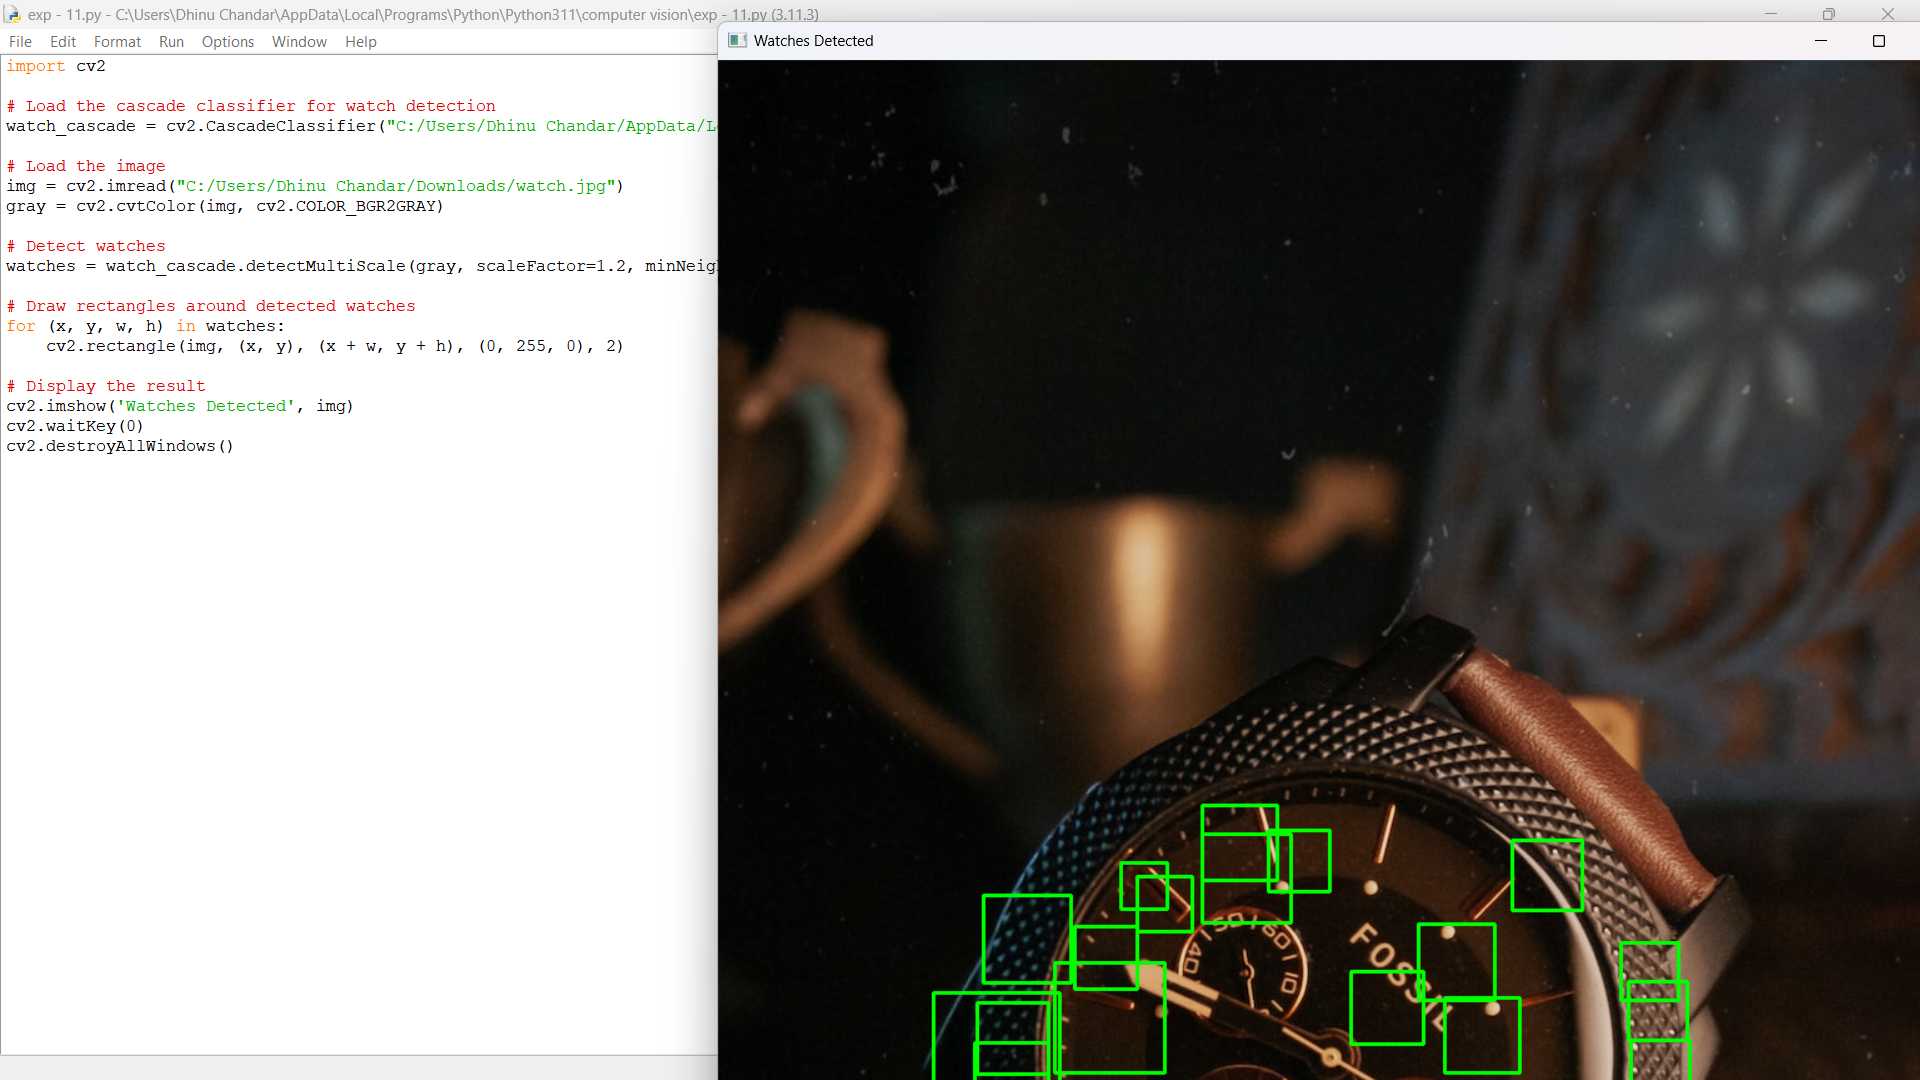 exp - 11.py - C:\Users\Dhinu Chandar\AppData\Local\Programs\Python\Python311\computer vision\exp - 11.py (3.11.3)
File Edit Format Run Options Window Help
import cv2
# Load the cascade classifier for watch detection
watch_cascade = cv2.CascadeClassifier("C:/Users/Dhinu Chandar/AppData/L
# Load the image
img = cv2.imread("C:/Users/Dhinu Chandar/Downloads/watch.jpg")
gray = cv2.cvtColor(img, cv2.COLOR_BGR2GRAY)
# Detect watches
watches = watch_cascade.detectMultiScale(gray, scaleFactor=1.2, minNeig
# Draw rectangles around detected watches
for (x, y, w, h) in watches:
    cv2.rectangle(img, (x, y), (x + w, y + h), (0, 255, 0), 2)
# Display the result
cv2.imshow('Watches Detected', img)
cv2.waitKey(0)
cv2.destroyAllWindows()
Watches Detected
50 60
40 10
FOSSIL